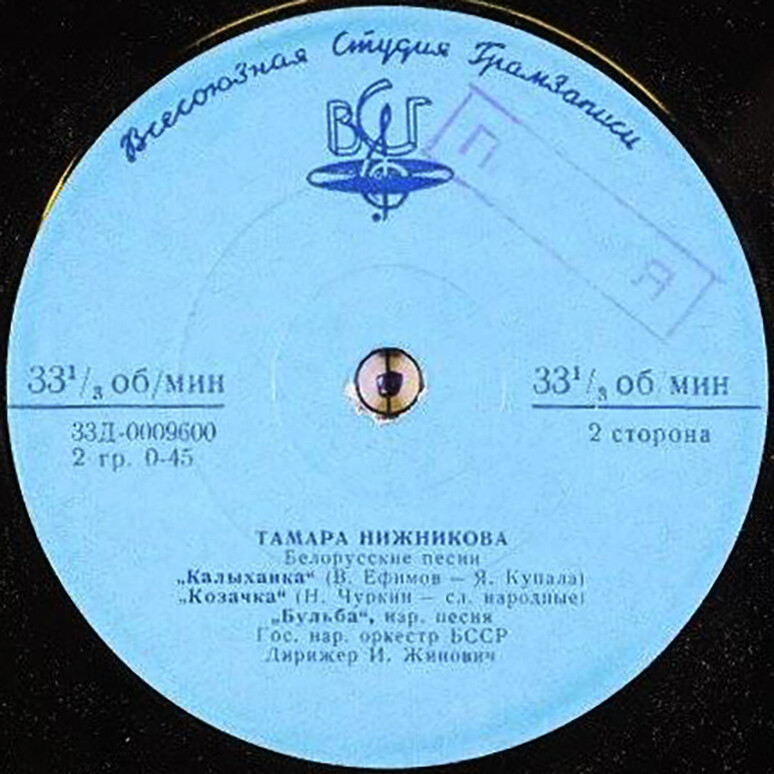 Всесоюзная Студия Грамзаписи
ВСГ
П
Я
33¹/₃ об/мин
33¹/₃ об мин
33Д-0009600
2 сторона
2 гр. 0-45
ТАМАРА НИЖНИКОВА
Белорусские песни
„Калыханка“ (В. Ефимов — Я. Купала)
„Козачка“ (Н. Чуркин — сл. народные)
„Бульба“, нар. песня
Гос. нар. оркестр БССР
Дирижер И. Жинович